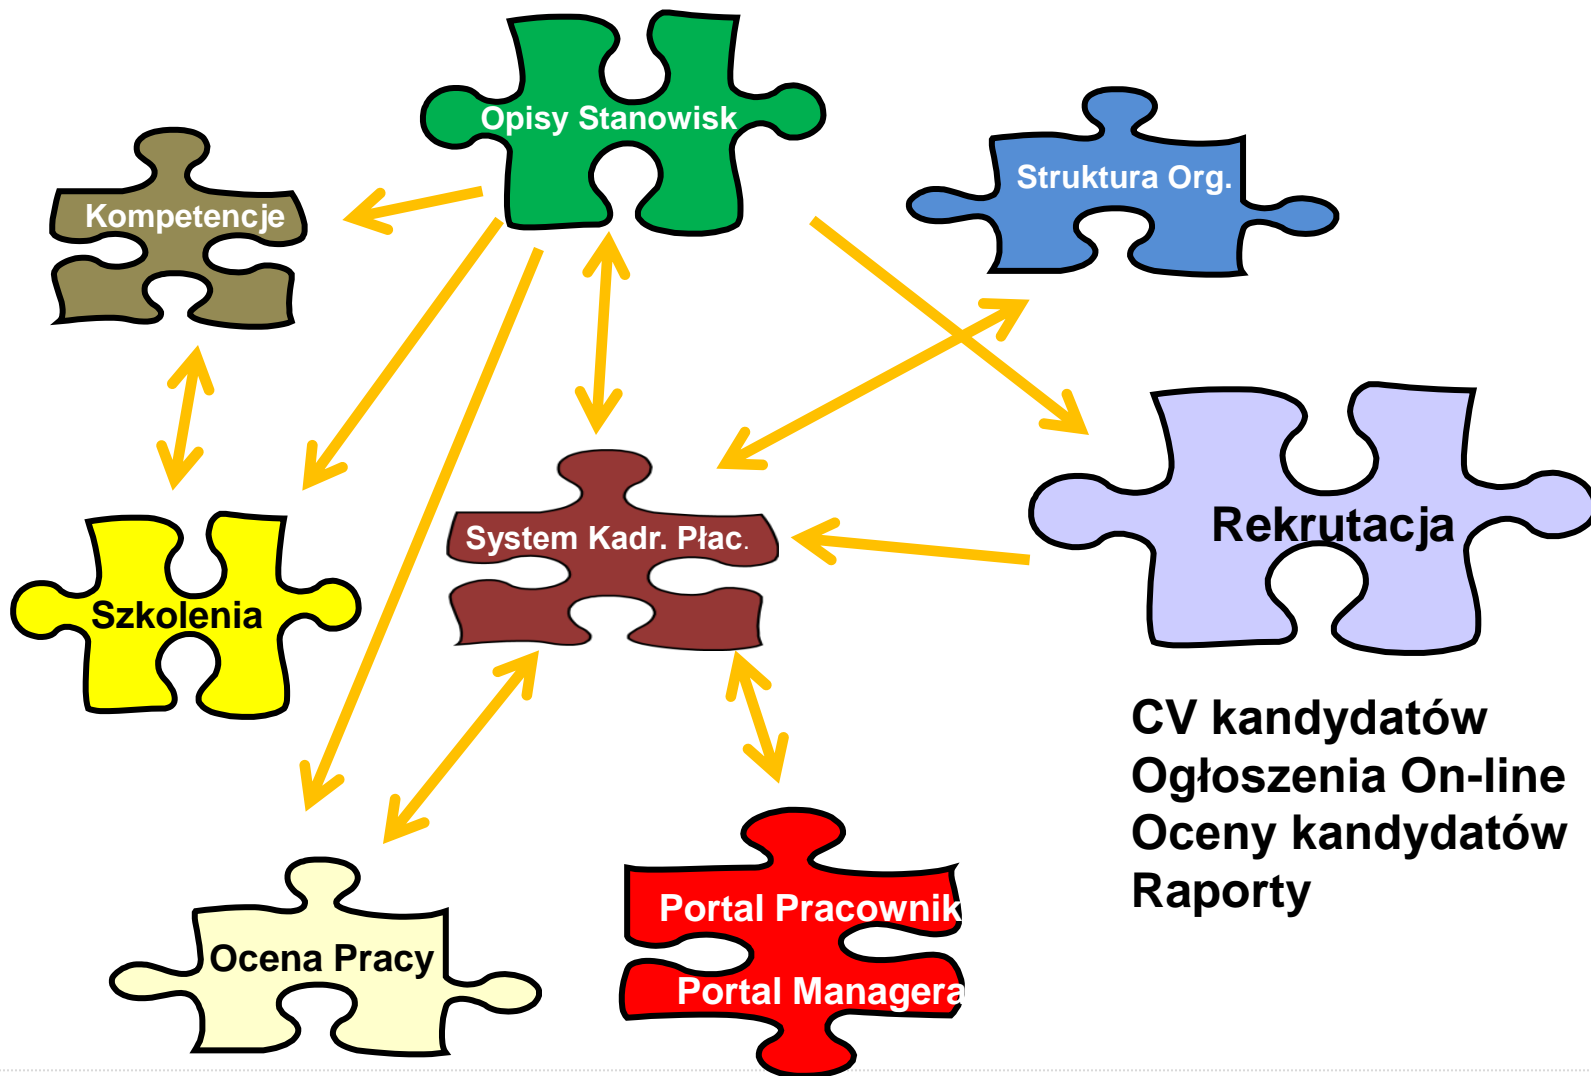 Opisy Stanowisk
Struktura Org.
Kompetencje
Rekrutacja
System Kadr. Płac.
Szkolenia
CV kandydatów
Ogłoszenia On-line
Oceny kandydatów
Raporty
Portal Pracownik
Ocena Pracy
Portal Managera